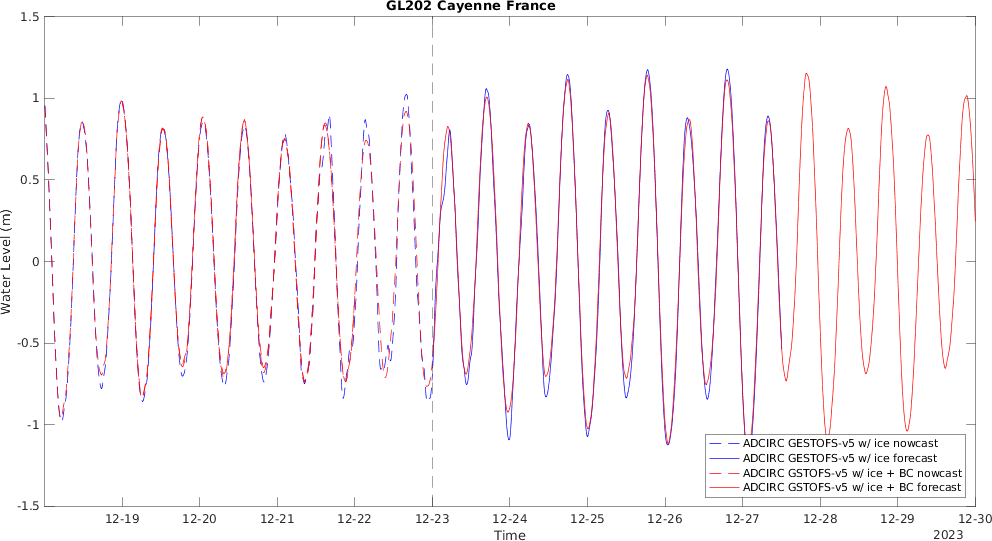 GL202 Cayenne France
1.5
1
0.5
0
-0.5
-1
-1.5
Water Level (m)
12-19 12-20 12-21 12-22 12-23 12-24 12-25 12-26 12-27 12-28 12-29 12-30
Time
2023
ADCIRC GESTOFS-v5 w/ ice nowcast
ADCIRC GESTOFS-v5 w/ ice forecast
ADCIRC GSTOFS-v5 w/ ice + BC nowcast
ADCIRC GSTOFS-v5 w/ ice + BC forecast